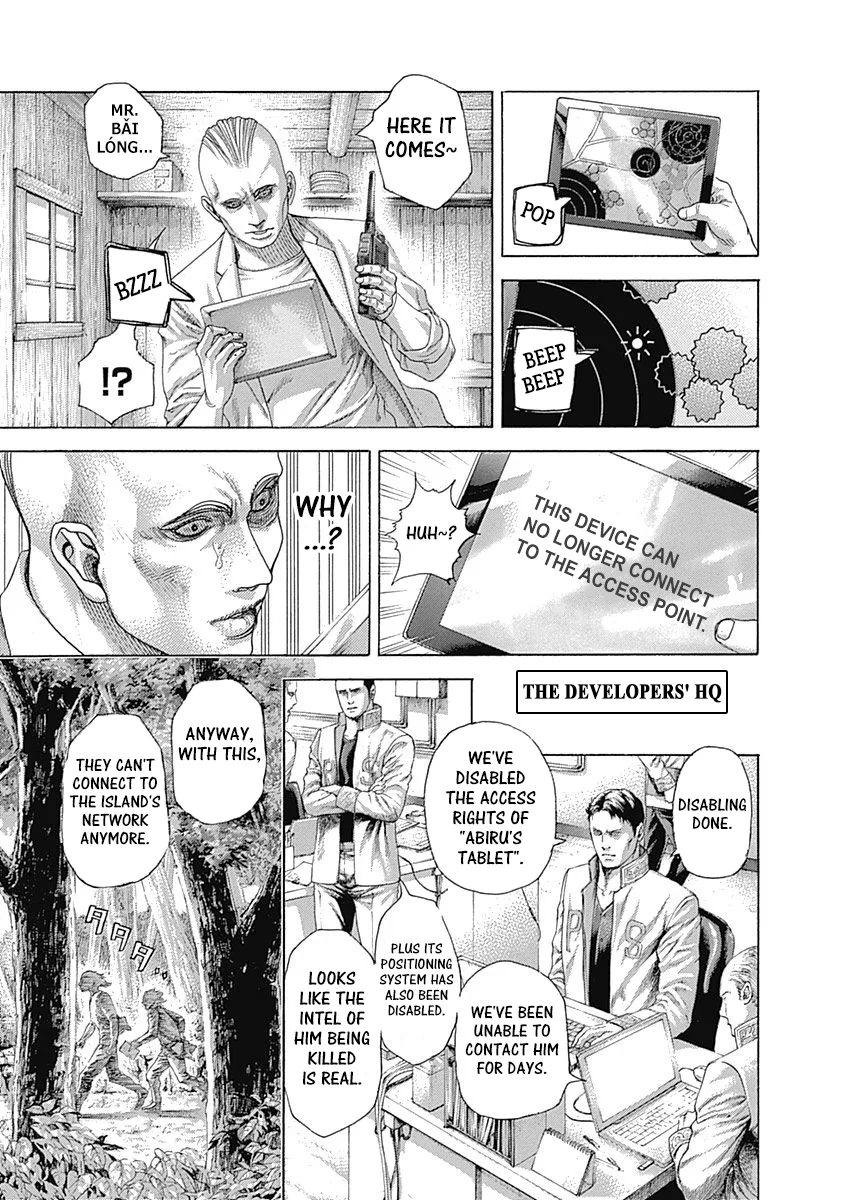 POP
BEEP
BEEP
HERE IT
COMES~
MR.
BĂI
LÓNG...
BZZZ
!?
THIS DEVICE CAN
NO LONGER CONNECT
TO THE ACCESS POINT.
HUH~?
WHY
...?
THE DEVELOPERS' HQ
DISABLING
DONE.
WE'VE
DISABLED
THE ACCESS
RIGHTS OF
"ABIRU'S
TABLET".
P S
P S
PLUS ITS
POSITIONING
SYSTEM HAS
ALSO BEEN
DISABLED.
WE'VE BEEN
UNABLE TO
CONTACT HIM
FOR DAYS.
LOOKS
LIKE THE
INTEL OF
HIM BEING
KILLED
IS REAL.
ANYWAY,
WITH THIS,
THEY CAN'T
CONNECT TO
THE ISLAND'S
NETWORK
ANYMORE.